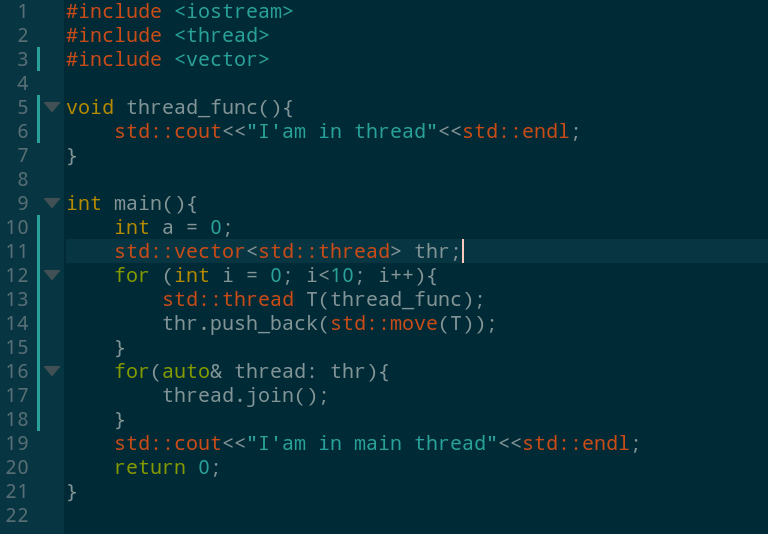 1 #include <iostream>
2 #include <thread>
3 #include <vector>
4
5 void thread_func(){
6     std::cout<<"I'am in thread"<<std::endl;
7 }
8
9 int main(){
10     int a = 0;
11     std::vector<std::thread> thr;
12     for (int i = 0; i<10; i++){
13         std::thread T(thread_func);
14         thr.push_back(std::move(T));
15     }
16     for(auto& thread: thr){
17         thread.join();
18     }
19     std::cout<<"I'am in main thread"<<std::endl;
20     return 0;
21 }
22